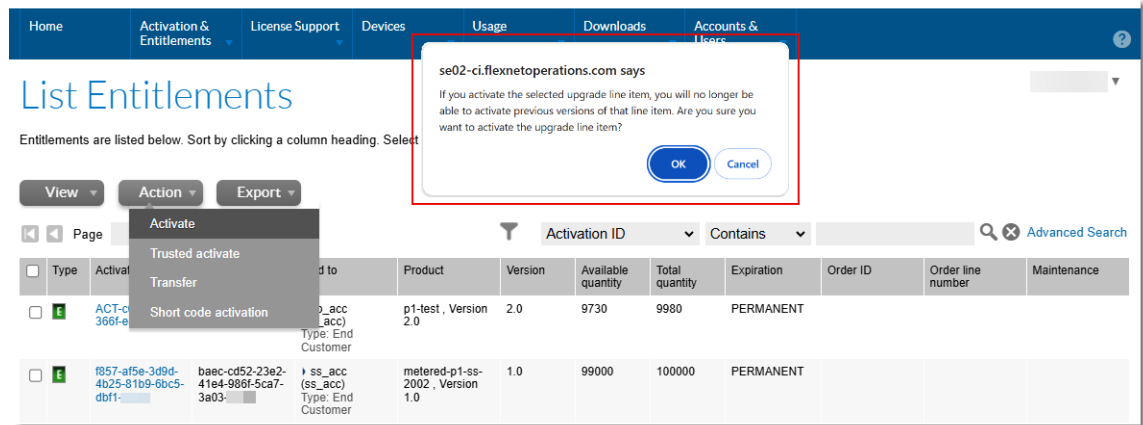 Home
Activation &
Entitlements
License Support
Devices
Usage
Downloads
Accounts &
Users
se02-ci.flexnetoperations.com says
If you activate the selected upgrade line item, you will no longer be
able to activate previous versions of that line item. Are you sure you
want to activate the upgrade line item?
OK
Cancel
List Entitlements
Entitlements are listed below. Sort by clicking a column heading. Select
View
Action
Export
Activate
Trusted activate
Transfer
Short code activation
Page
Activation ID
Contains
Advanced Search
Type
Activat
d to
Product
Version
Available
quantity
Total
quantity
Expiration
Order ID
Order line
number
Maintenance
E
ACT-c
366f-e
_acc
_acc)
Type: End
Customer
p1-test , Version
2.0
2.0
9730
9980
PERMANENT
E
f857-af5e-3d9d-
4b25-81b9-6bc5-
dbf1-
baec-cd52-23e2-
41e4-986f-5ca7-
3a03-
ss_acc
(ss_acc)
Type: End
Customer
metered-p1-ss-
2002 , Version
1.0
1.0
99000
100000
PERMANENT